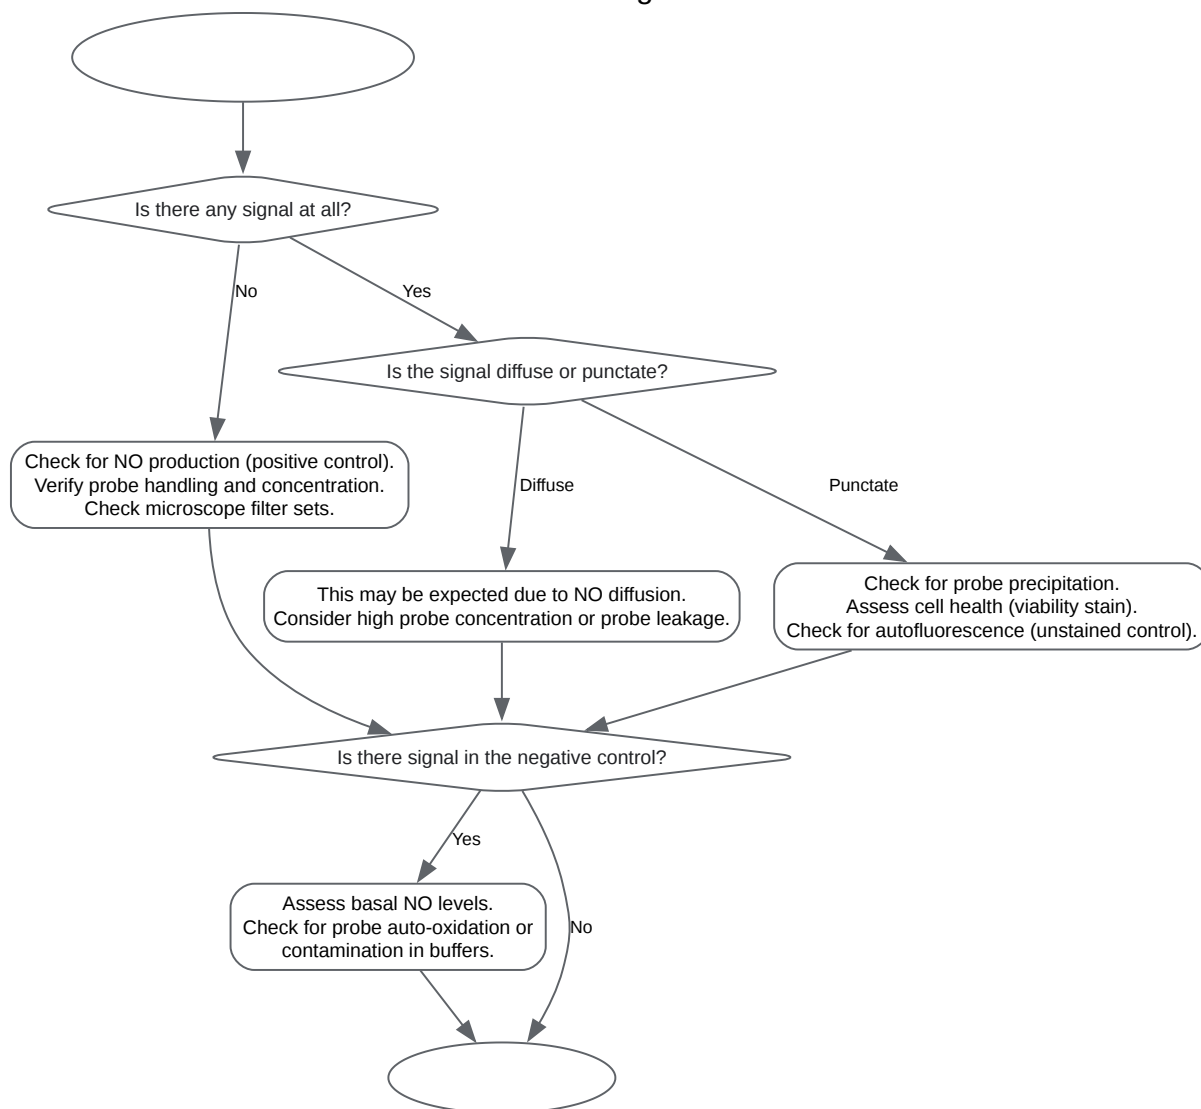 Is there any signal at all?
No
Yes
Is the signal diffuse or punctate?
Check for NO production (positive control).
Verify probe handling and concentration.
Check microscope filter sets.
Diffuse
Punctate
This may be expected due to NO diffusion.
Consider high probe concentration or probe leakage.
Check for probe precipitation.
Assess cell health (viability stain).
Check for autofluorescence (unstained control).
Is there signal in the negative control?
Yes
Assess basal NO levels.
Check for probe auto-oxidation or
contamination in buffers.
No